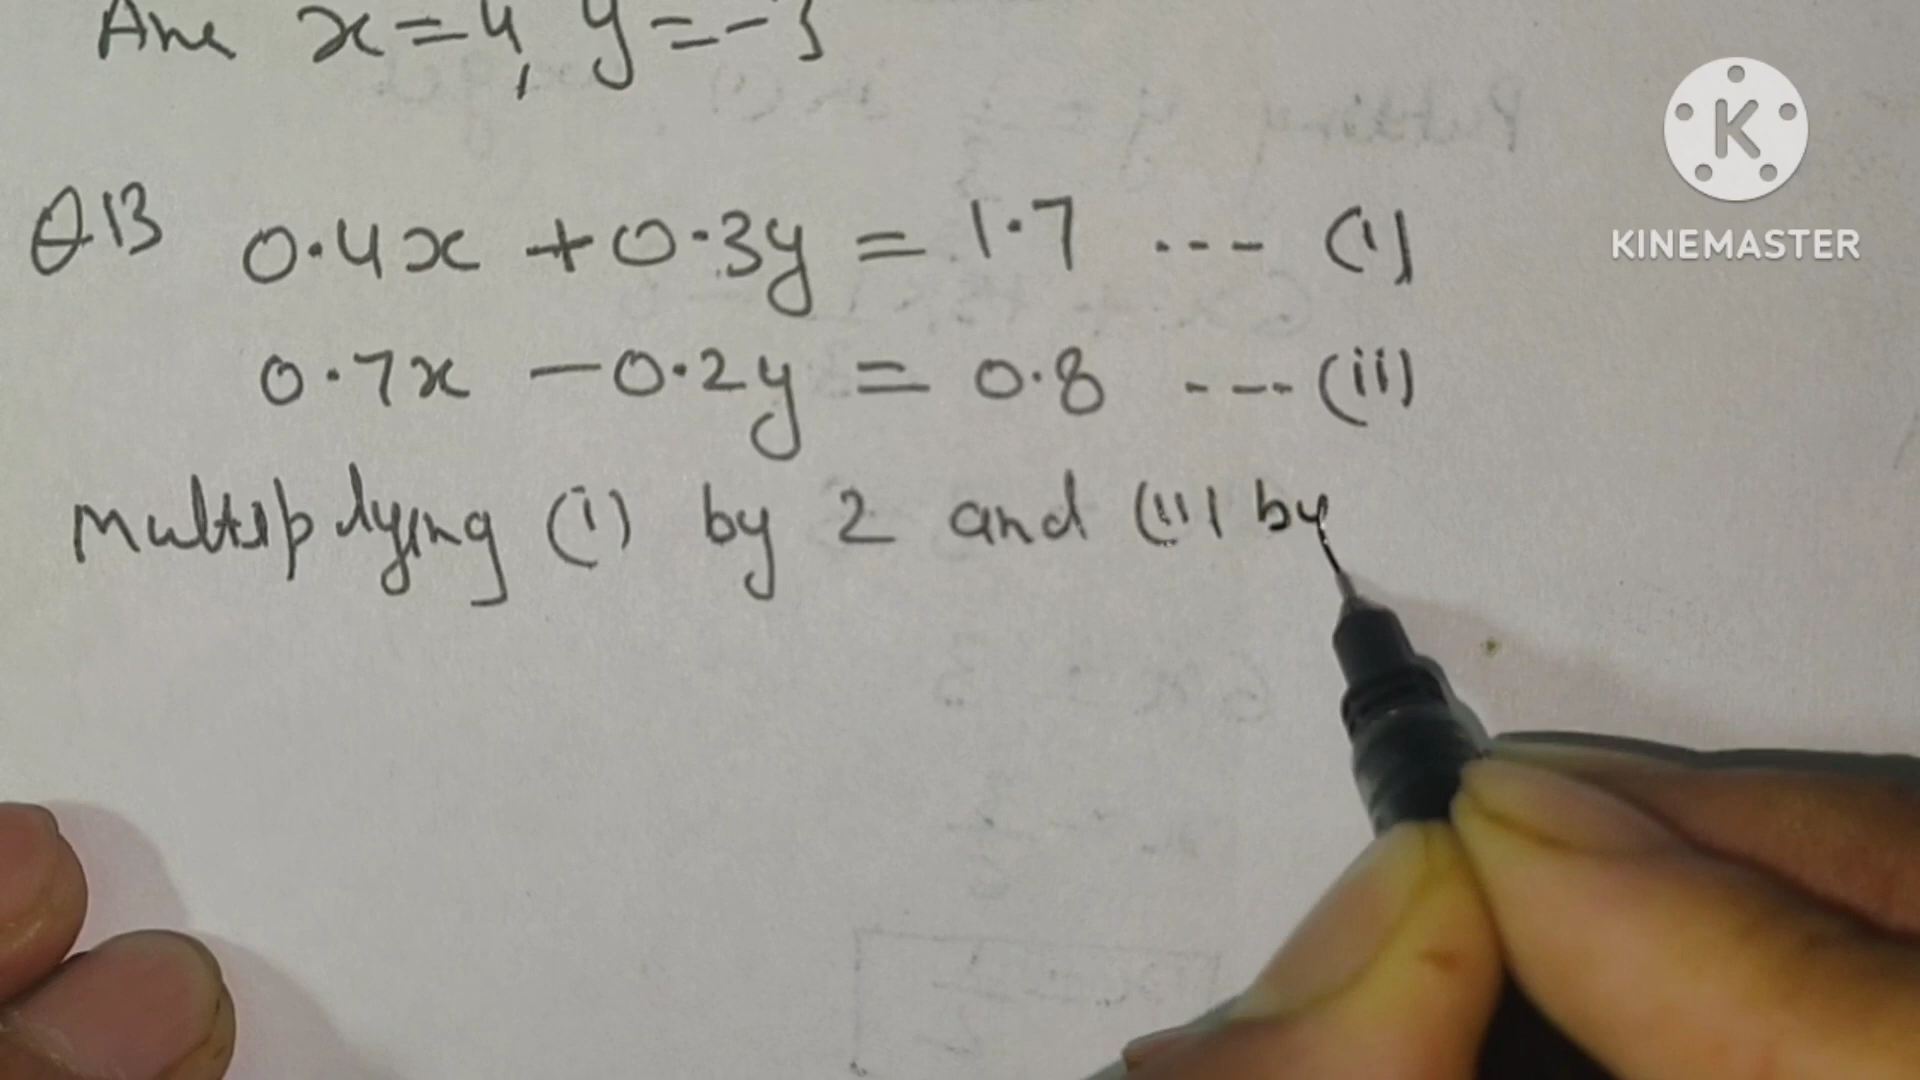 Ans x=4, y=-3
Q13 0.4x + 0.3y = 1.7 --- (i)
0.7x - 0.2y = 0.8 --- (ii)
Multiplying (i) by 2 and (ii) by
KINEMASTER